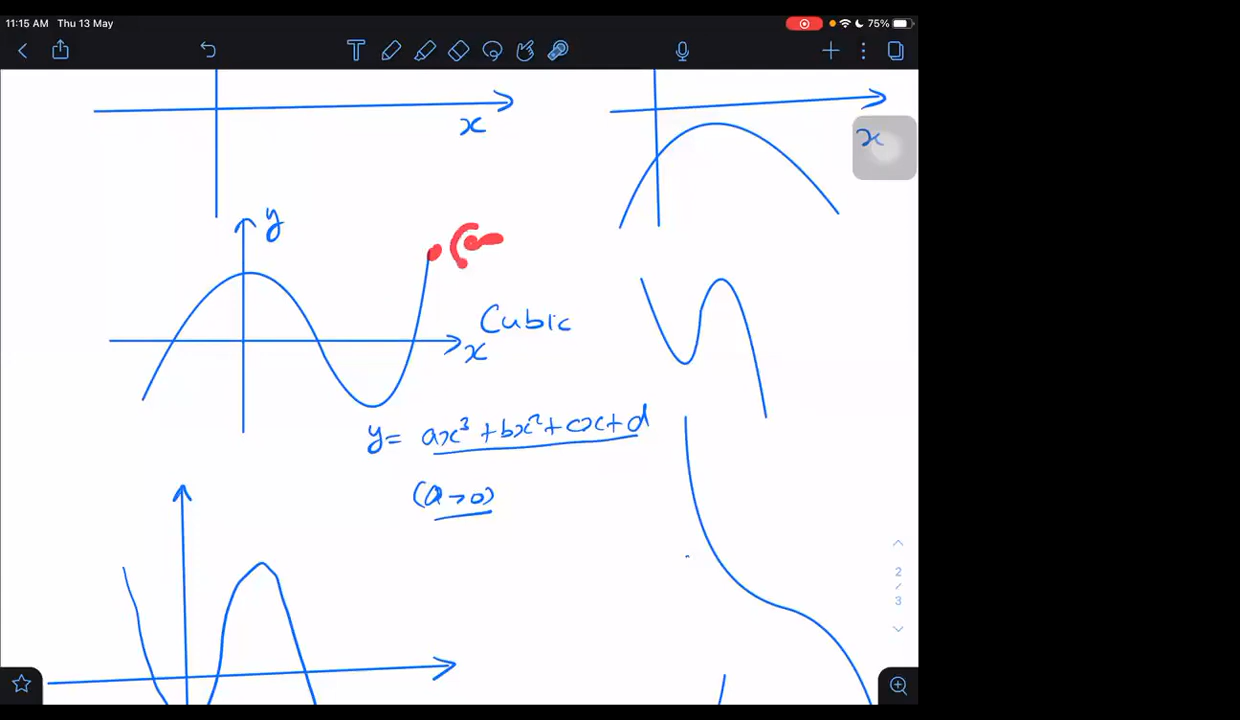 11:15 AM Thu 13 May
75%
T
x
x
y
Cubic
x
y = ax³ + bx² + cx + d
(a > 0)
2
/
3